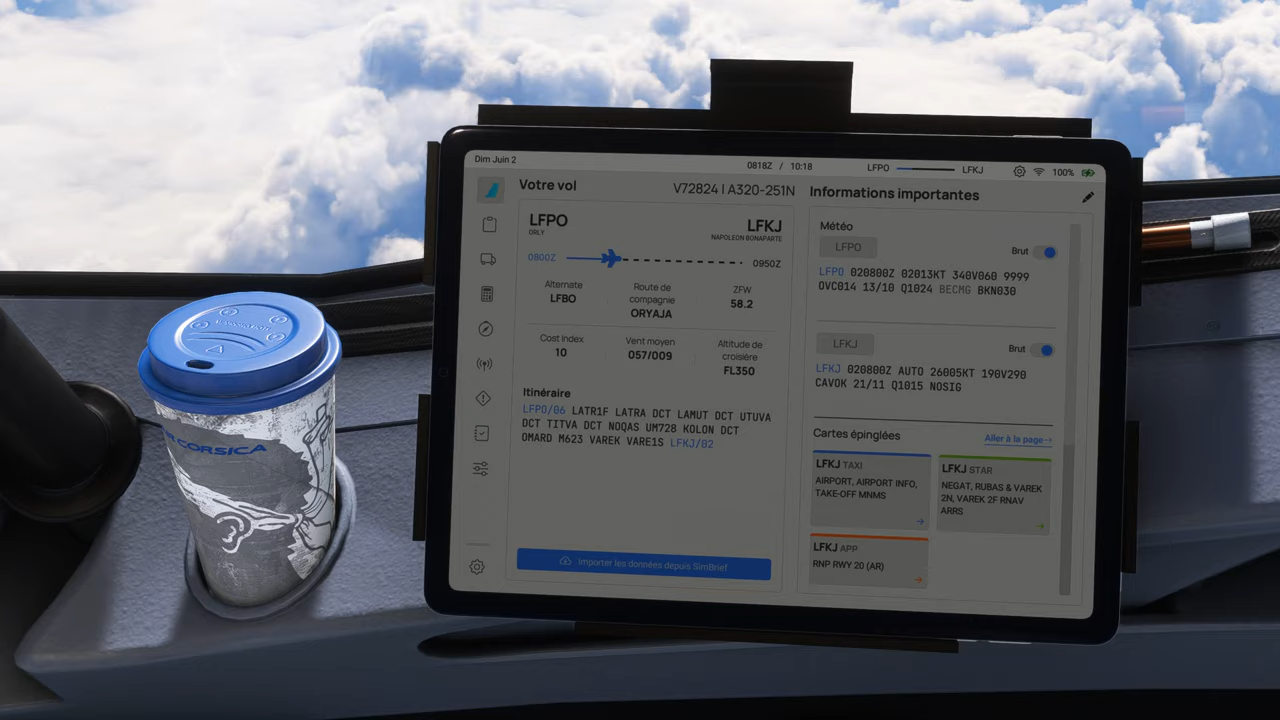 Dim Juin 2
0818Z / 10:18
LFPO LFKJ
100%
Votre vol
V72824 | A320-251N
LFPO
ORLY
LFKJ
NAPOLEON BONAPARTE
0800Z
0950Z
Alternate
LFBO
Route de
compagnie
ORYAJA
ZFW
58.2
Cost Index
10
Vent moyen
057/009
Altitude de
croisière
FL350
Itinéraire
LFPO/06 LATR1F LATRA DCT LAMUT DCT UTUVA
DCT TITVA DCT NOQAS UM728 KOLON DCT
OMARD M623 VAREK VARE1S LFKJ/02
Importer les données depuis SimBrief
Informations importantes
Météo
LFPO
Brut
LFPO 020800Z 02013KT 340V060 9999
OVC014 13/10 Q1024 BECMG BKN030
LFKJ
Brut
LFKJ 020800Z AUTO 26005KT 190V290
CAVOK 21/11 Q1015 NOSIG
Cartes épinglées
Aller à la page→
LFKJ TAXI
AIRPORT, AIRPORT INFO,
TAKE-OFF MNMS
LFKJ STAR
NEGAT, RUBAS & VAREK
2N, VAREK 2F RNAV
ARRS
LFKJ APP
RNP RWY 20 (AR)
CORSICA